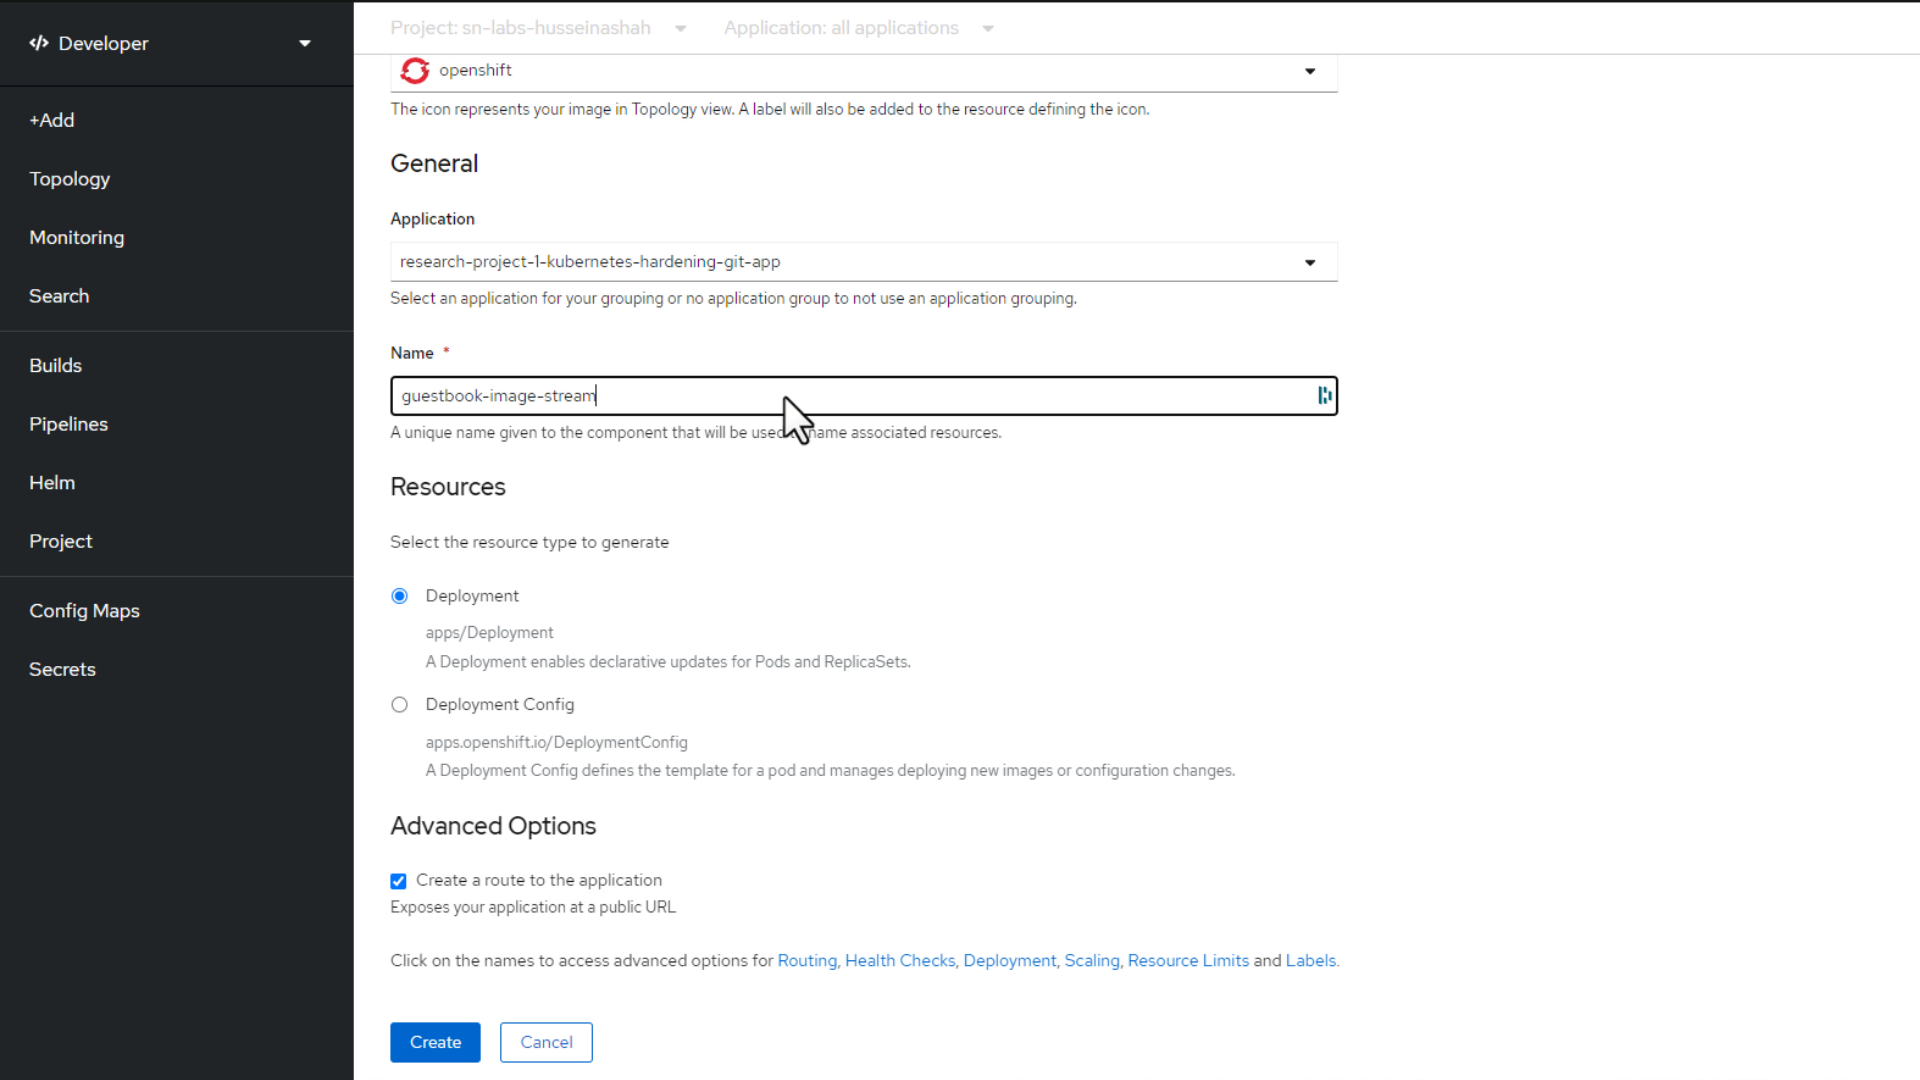 </> Developer
Project: sn-labs-husseinashah
Application: all applications
+Add
Topology
Monitoring
Search
Builds
Pipelines
Helm
Project
Config Maps
Secrets
openshift
The icon represents your image in Topology view. A label will also be added to the resource defining the icon.
General
Application
research-project-1-kubernetes-hardening-git-app
Select an application for your grouping or no application group to not use an application grouping.
Name *
guestbook-image-stream
A unique name given to the component that will be used name associated resources.
Resources
Select the resource type to generate
Deployment
apps/Deployment
A Deployment enables declarative updates for Pods and ReplicaSets.
Deployment Config
apps.openshift.io/DeploymentConfig
A Deployment Config defines the template for a pod and manages deploying new images or configuration changes.
Advanced Options
Create a route to the application
Exposes your application at a public URL
Click on the names to access advanced options for Routing, Health Checks, Deployment, Scaling, Resource Limits and Labels.
Create
Cancel